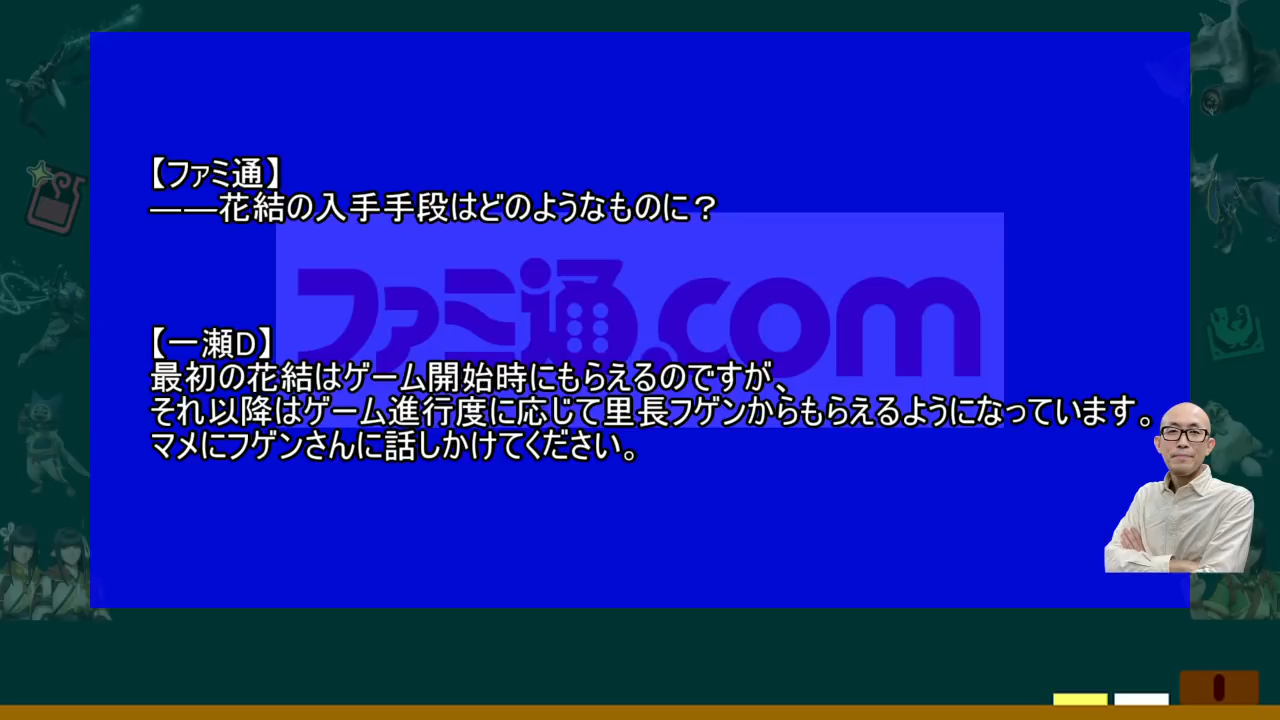 【ファミ通】
――花結の入手手段はどのようなものに？
ファミ通.com
【一瀬D】
最初の花結はゲーム開始時にもらえるのですが、
それ以降はゲーム進行度に応じて里長フゲンからもらえるようになっています。
マメにフゲンさんに話しかけてください。